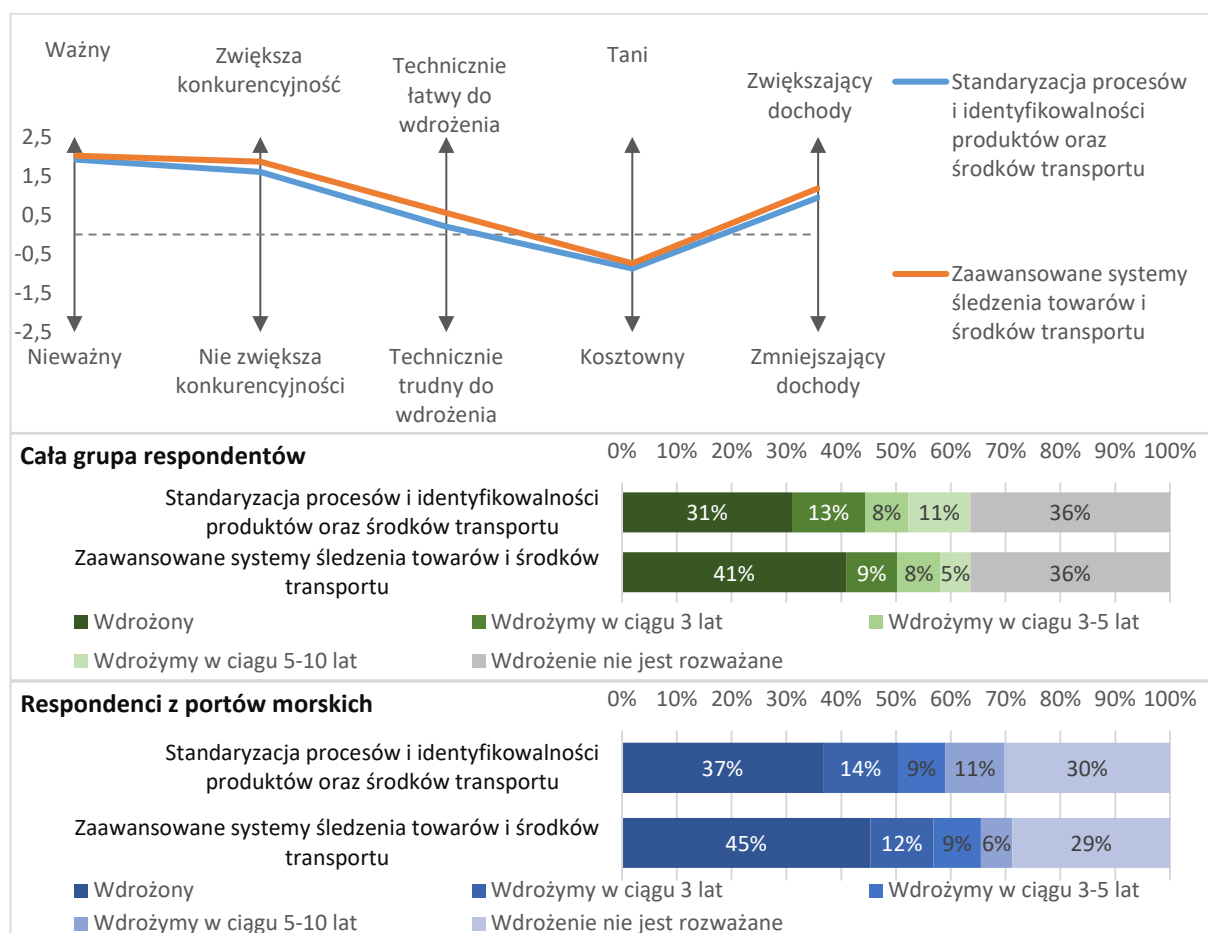 Ważny
Zwiększa
konkurencyjność
Technicznie
łatwy do
wdrożenia
Tani
Zwiększający
dochody
2,5
1,5
0,5
-0,5
-1,5
-2,5
Nieważny
Nie zwiększa
konkurencyjności
Technicznie
trudny do
wdrożenia
Kosztowny
Zmniejszający
dochody
Standaryzacja procesów
i identyfikowalności
produktów oraz
środków transportu
Zaawansowane systemy
śledzenia towarów i
środków transportu
Cała grupa respondentów
0% 10% 20% 30% 40% 50% 60% 70% 80% 90% 100%
Standaryzacja procesów i identyfikowalności
produktów oraz środków transportu
31% 13% 8% 11% 36%
Zaawansowane systemy śledzenia towarów i środków
transportu
41% 9% 8% 5% 36%
Wdrożony Wdrożymy w ciągu 3 lat Wdrożymy w ciagu 3-5 lat
Wdrożymy w ciagu 5-10 lat Wdrożenie nie jest rozważane
Respondenci z portów morskich
0% 10% 20% 30% 40% 50% 60% 70% 80% 90% 100%
Standaryzacja procesów i identyfikowalności
produktów oraz środków transportu
37% 14% 9% 11% 30%
Zaawansowane systemy śledzenia towarów i środków
transportu
45% 12% 9% 6% 29%
Wdrożony Wdrożymy w ciągu 3 lat Wdrożymy w ciągu 3-5 lat
Wdrożymy w ciągu 5-10 lat Wdrożenie nie jest rozważane